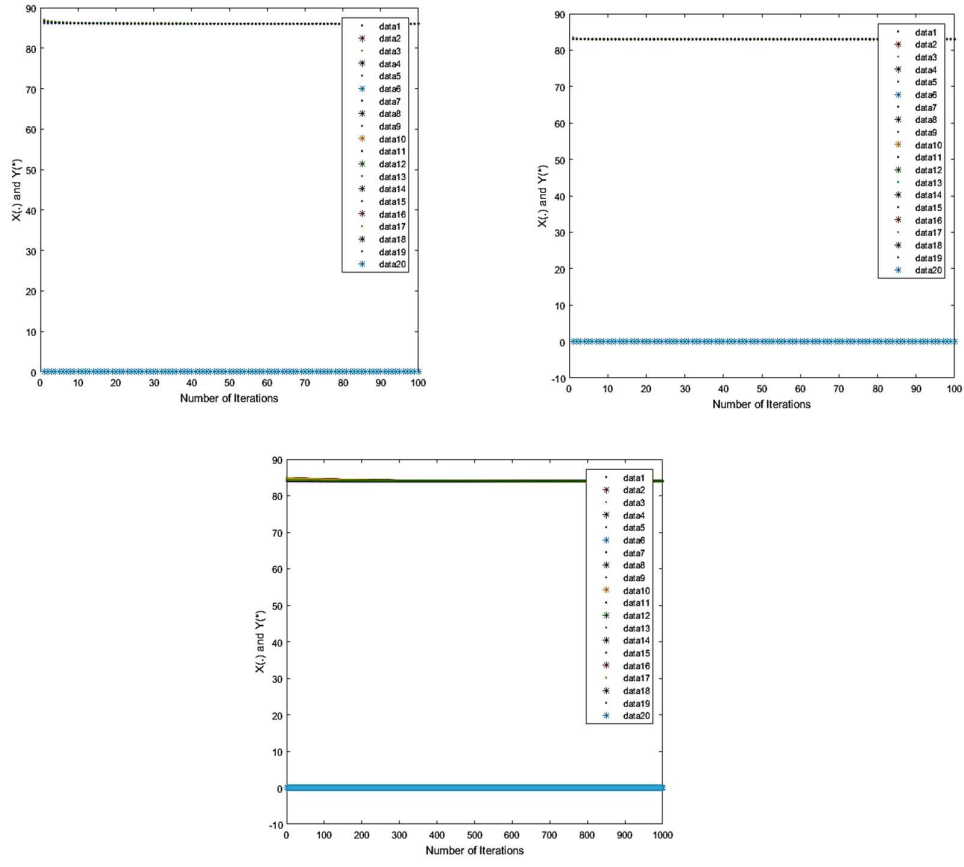 90
80
70
60
50
40
30
20
10
0
X(.) and Y(*)
0 10 20 30 40 50 60 70 80 90 100
Number of Iterations
data1
data2
data3
data4
data5
data6
data7
data8
data9
data10
data11
data12
data13
data14
data15
data16
data17
data18
data19
data20
90
80
70
60
50
40
30
20
10
0
-10
X(.) and Y(*)
0 10 20 30 40 50 60 70 80 90 100
Number of Iterations
data1
data2
data3
data4
data5
data6
data7
data8
data9
data10
data11
data12
data13
data14
data15
data16
data17
data18
data19
data20
90
80
70
60
50
40
30
20
10
0
-10
X(.) and Y(*)
0 100 200 300 400 500 600 700 800 900 1000
Number of Iterations
data1
data2
data3
data4
data5
data6
data7
data8
data9
data10
data11
data12
data13
data14
data15
data16
data17
data18
data19
data20